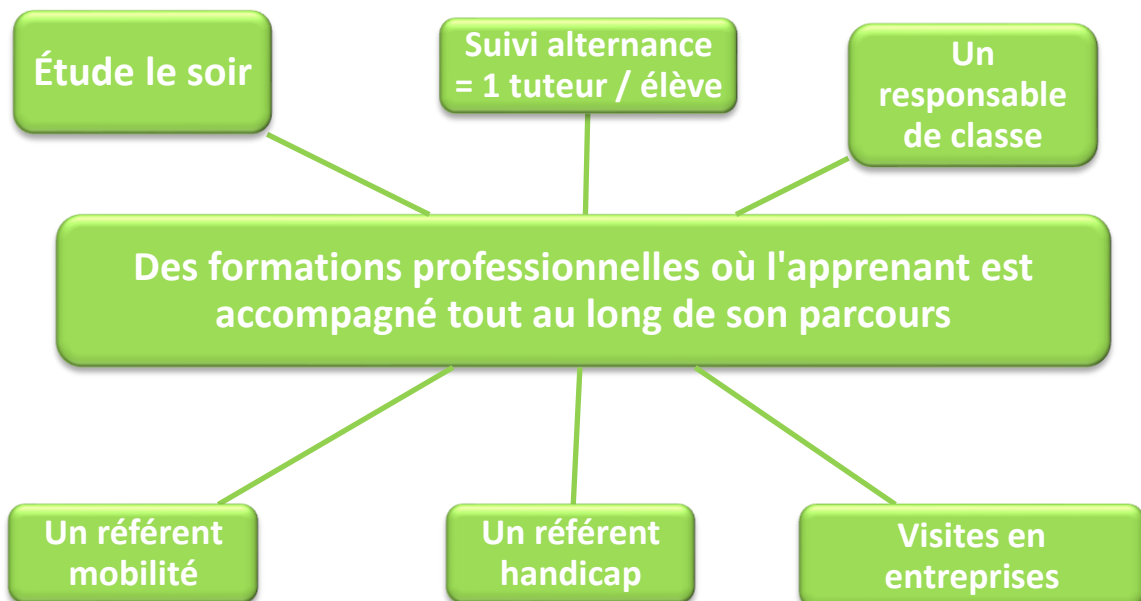 Étude le soir
Suivi alternance
= 1 tuteur / élève
Un
responsable
de classe
Des formations professionnelles où l'apprenant est
accompagné tout au long de son parcours
Un référent
mobilité
Un référent
handicap
Visites en
entreprises